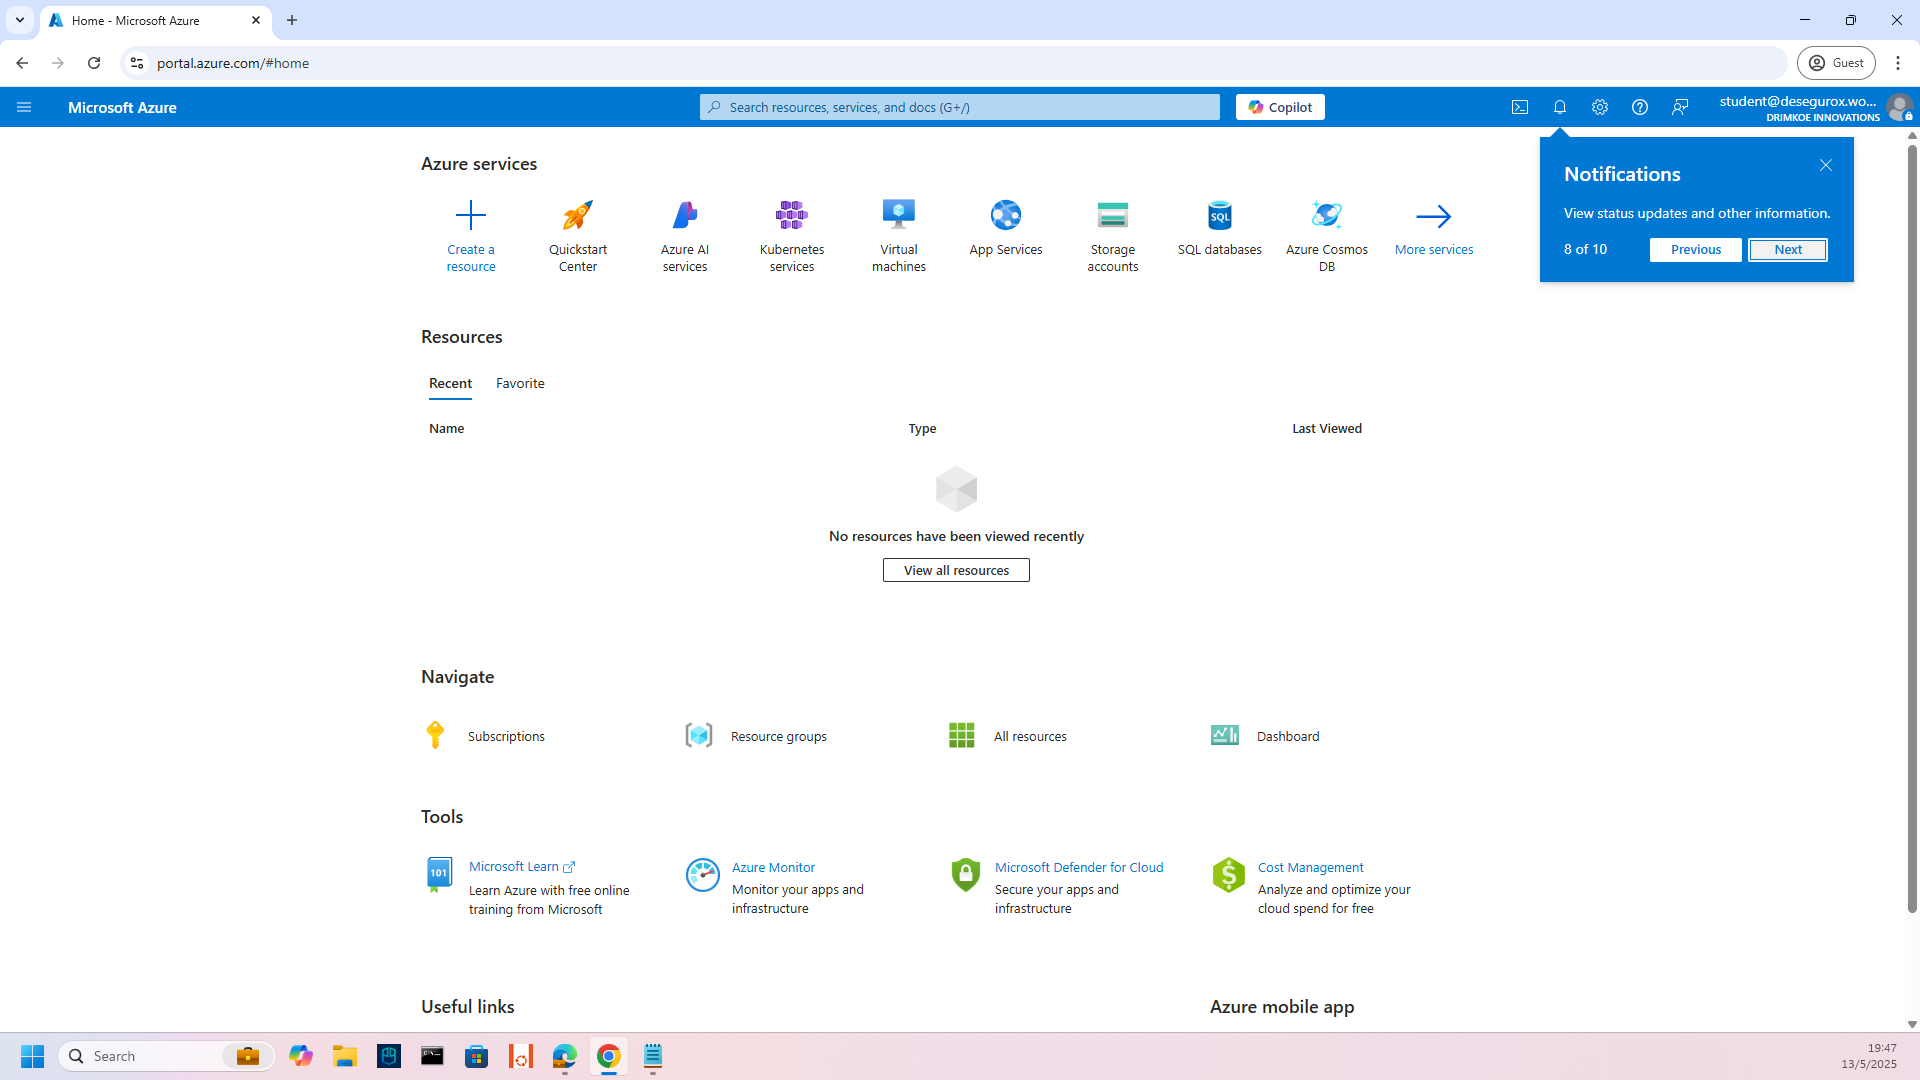 Home - Microsoft Azure
portal.azure.com/#home
Guest
Microsoft Azure
Search resources, services, and docs (G+/)
Copilot
student@desegurox.wo...
DRIMKOE INNOVATIONS
Notifications
View status updates and other information.
8 of 10
Previous
Next
Azure services
Create a
resource
Quickstart
Center
Azure AI
services
Kubernetes
services
Virtual
machines
App Services
Storage
accounts
SQL
SQL databases
Azure Cosmos
DB
More services
Resources
Recent
Favorite
Name
Type
Last Viewed
No resources have been viewed recently
View all resources
Navigate
Subscriptions
Resource groups
All resources
Dashboard
Tools
101
Microsoft Learn
Learn Azure with free online
training from Microsoft
Azure Monitor
Monitor your apps and
infrastructure
Microsoft Defender for Cloud
Secure your apps and
infrastructure
$
Cost Management
Analyze and optimize your
cloud spend for free
Useful links
Azure mobile app
Search
19:47
13/5/2025